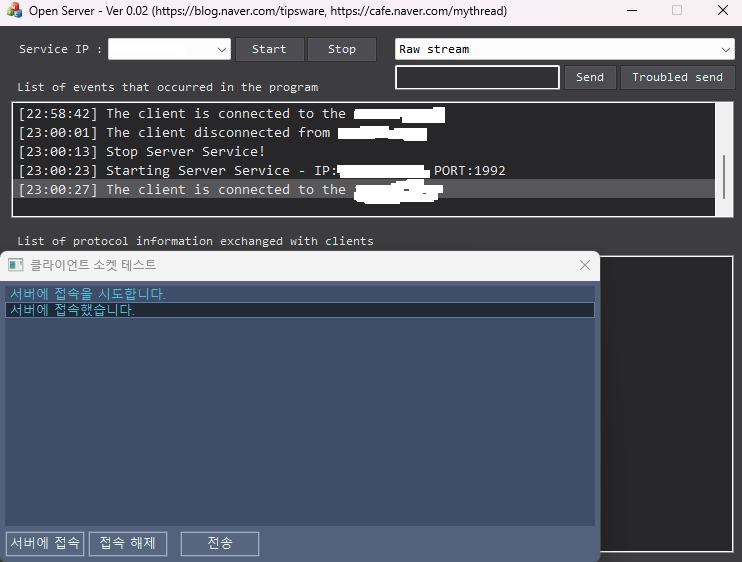 Open Server - Ver 0.02 (https://blog.naver.com/tipsware, https://cafe.naver.com/mythread)
Service IP :
Start
Stop
Raw stream
Send
Troubled send
List of events that occurred in the program
[22:58:42] The client is connected to the
[23:00:01] The client disconnected from
[23:00:13] Stop Server Service!
[23:00:23] Starting Server Service - IP: PORT:1992
[23:00:27] The client is connected to the
List of protocol information exchanged with clients
클라이언트 소켓 테스트
서버에 접속을 시도합니다.
서버에 접속했습니다.
서버에 접속
접속 해제
전송